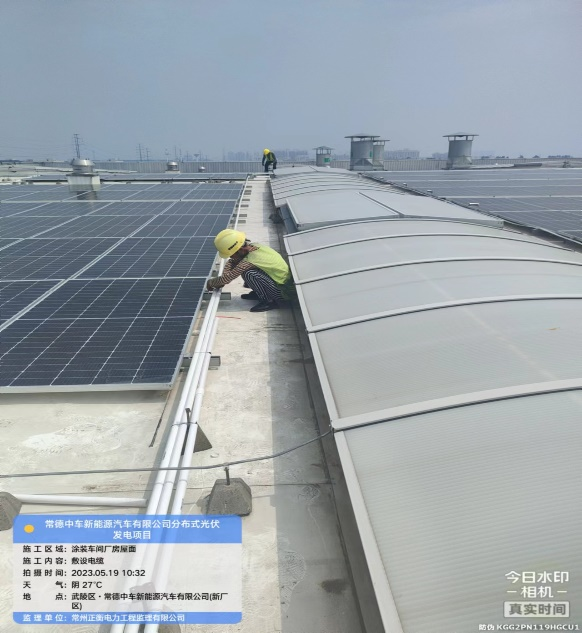 常德中车新能源汽车有限公司分布式光伏
发电项目
施工区域：涂装车间厂房屋面
施工内容：敷设电缆
拍摄时间：2023.05.19 10:32
天气：阴 27℃
地点：武陵区·常德中车新能源汽车有限公司(新厂
区)
监理单位：常州正面电力工程监理有限公司
今日水印
相机
真实时间
防伪 KGG2PN119HGCU1